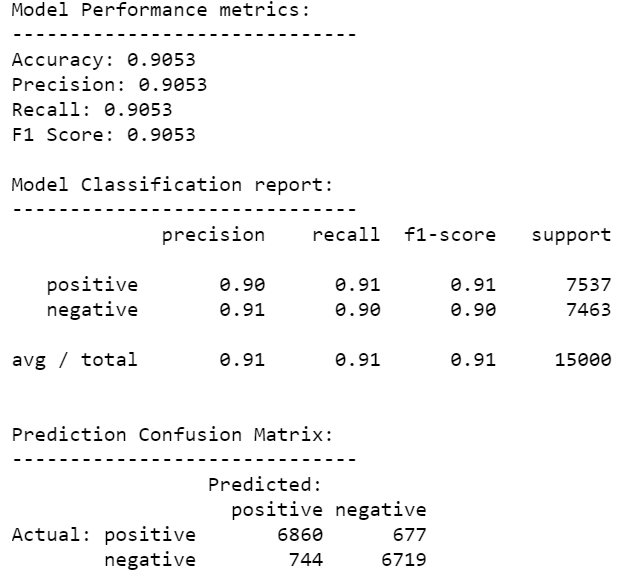 Model Performance metrics:
------------------------------
Accuracy: 0.9053
Precision: 0.9053
Recall: 0.9053
F1 Score: 0.9053
Model Classification report:
------------------------------
precision recall f1-score support
positive 0.90 0.91 0.91 7537
negative 0.91 0.90 0.90 7463
avg / total 0.91 0.91 0.91 15000
Prediction Confusion Matrix:
------------------------------
Predicted:
positive negative
Actual: positive 6860 677
negative 744 6719